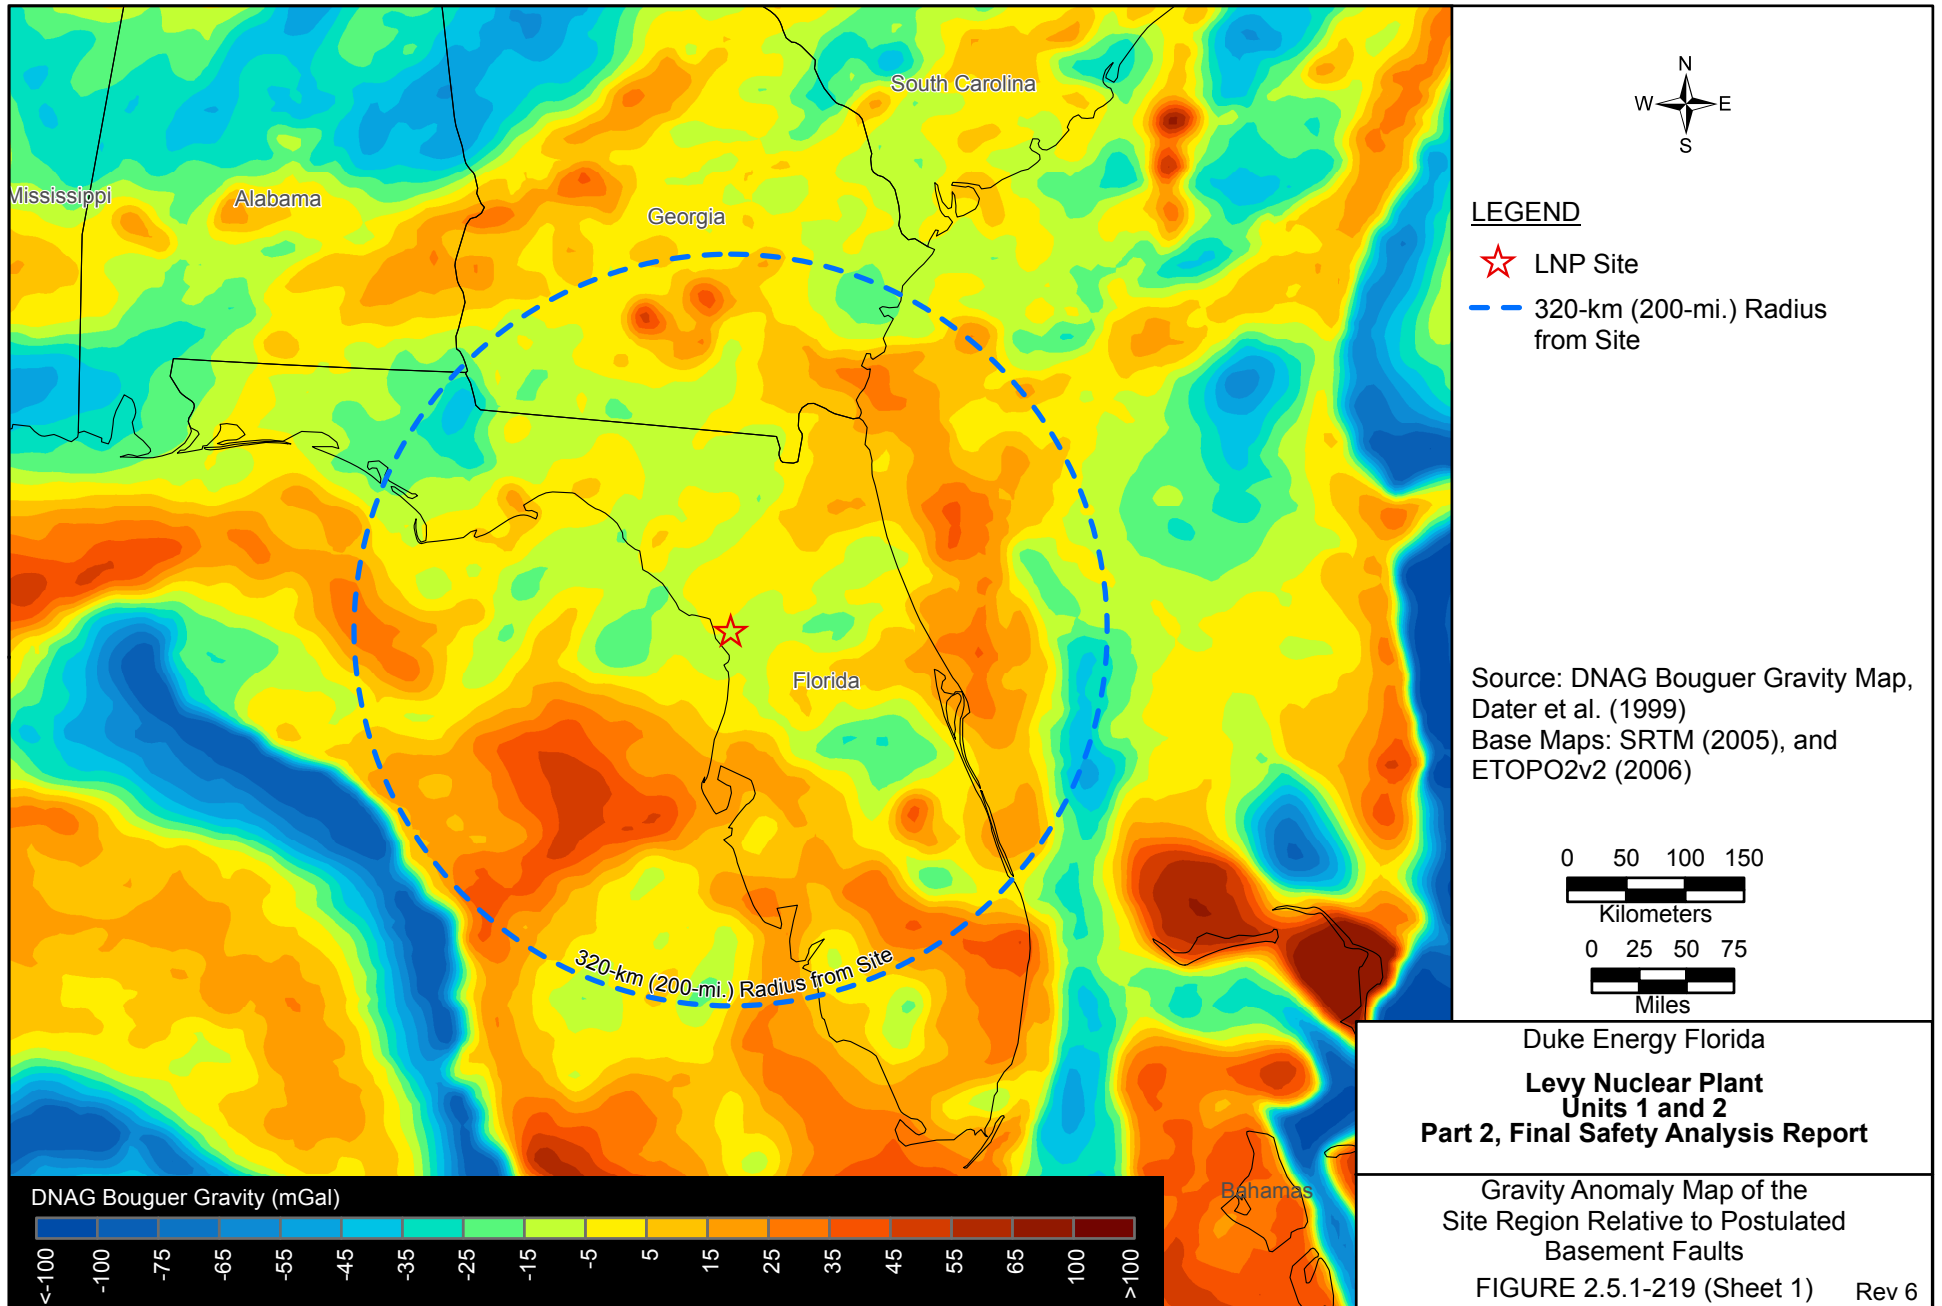 South Carolina
Mississippi
Alabama
Georgia
Florida
320-km (200-mi.) Radius from Site
Bahamas
DNAG Bouguer Gravity (mGal)
<-100
-100
-75
-65
-55
-45
-35
-25
-15
-5
5
15
25
35
45
55
65
100
>100
N
W E
S
LEGEND
LNP Site
320-km (200-mi.) Radius
from Site
Source: DNAG Bouguer Gravity Map,
Dater et al. (1999)
Base Maps: SRTM (2005), and
ETOPO2v2 (2006)
0 50 100 150
Kilometers
0 25 50 75
Miles
Duke Energy Florida
Levy Nuclear Plant
Units 1 and 2
Part 2, Final Safety Analysis Report
Gravity Anomaly Map of the
Site Region Relative to Postulated
Basement Faults
FIGURE 2.5.1-219 (Sheet 1) Rev 6